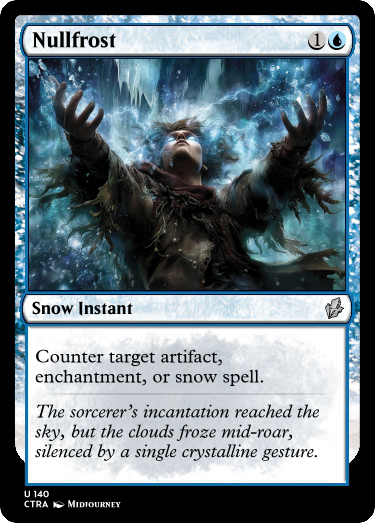 Nullfrost 1
Snow Instant
Counter target artifact,
enchantment, or snow spell.
The sorcerer's incantation reached the
sky, but the clouds froze mid-roar,
silenced by a single crystalline gesture.
U 140
CTRA Midjourney